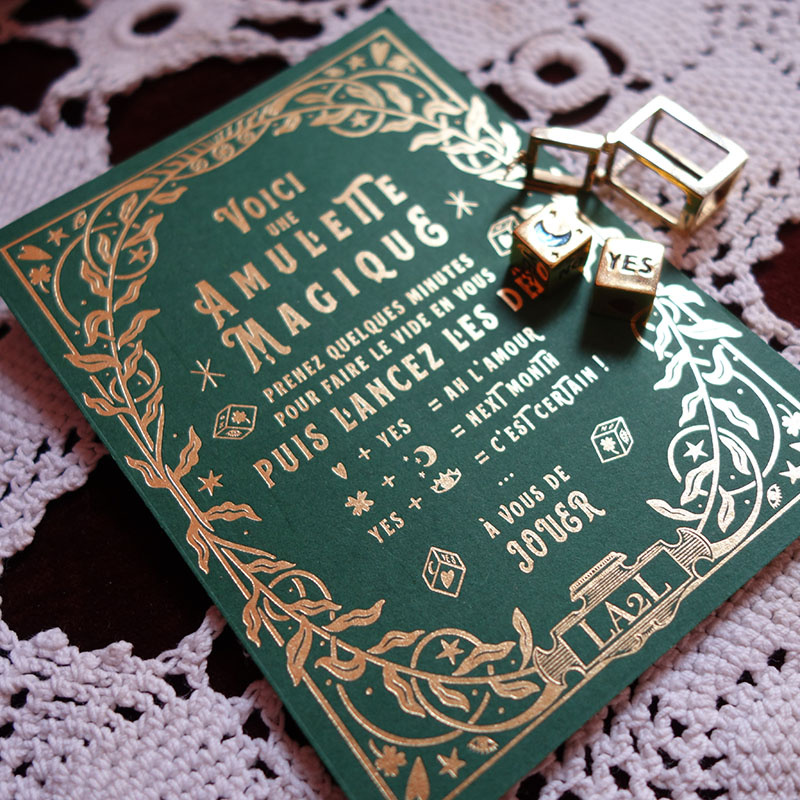 VOICI
UNE
AMULETTE
MAGIQUE
PRENEZ QUELQUES MINUTES
POUR FAIRE LE VIDE EN VOUS
PUIS LANCEZ LES
+ YES = AH L'AMOUR
+ = NEXT MONTH
YES + = C'EST CERTAIN !
...
À VOUS DE
JOUER
LA2L
YES